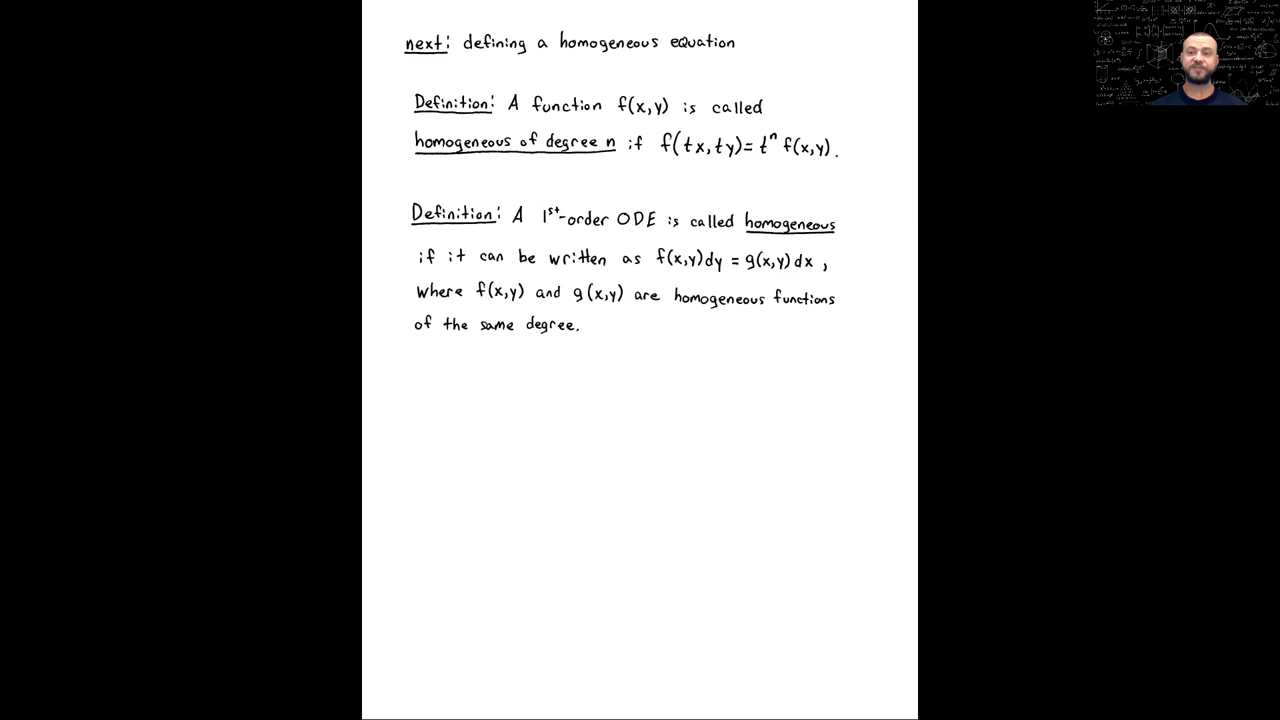 next: defining a homogeneous equation
Definition: A function f(x,y) is called
homogeneous of degree n if f(tx,ty)=tⁿ f(x,y).
Definition: A 1ˢᵗ-order ODE is called homogeneous
if it can be written as f(x,y)dy = g(x,y)dx,
where f(x,y) and g(x,y) are homogeneous functions
of the same degree.